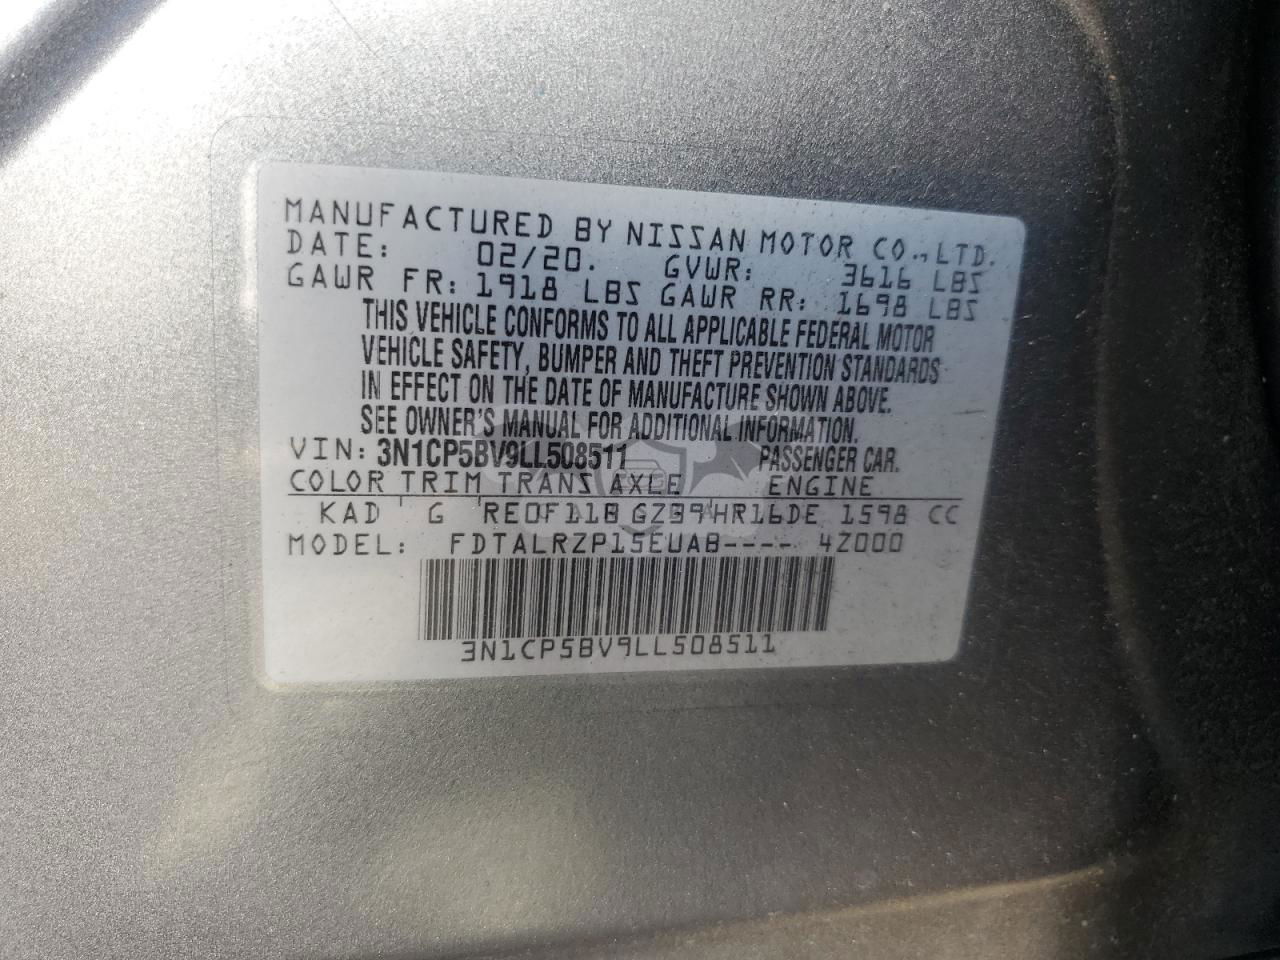 MANUFACTURED BY NISSAN MOTOR CO., LTD.
DATE: 02/20. GVWR: 3616 LBS
GAWR FR: 1918 LBS GAWR RR: 1698 LBS
THIS VEHICLE CONFORMS TO ALL APPLICABLE FEDERAL MOTOR
VEHICLE SAFETY, BUMPER AND THEFT PREVENTION STANDARDS
IN EFFECT ON THE DATE OF MANUFACTURE SHOWN ABOVE.
SEE OWNER'S MANUAL FOR ADDITIONAL INFORMATION.
VIN: 3N1CP5BV9LL508511 PASSENGER CAR.
COLOR TRIM TRANS AXLE ENGINE
KAD G RE0F11B GZ39 HR16DE 1598 CC
MODEL: FDTALRZP15EUAB---- 4Z000
3N1CP5BV9LL508511